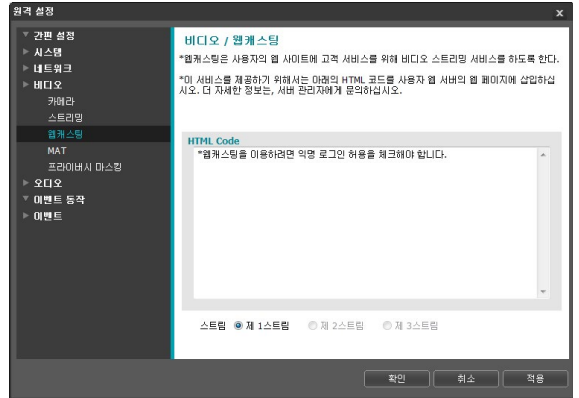 원격 설정
x
간편 설정
시스템
네트워크
비디오
카메라
스트리밍
웹캐스팅
MAT
프라이버시 마스킹
오디오
이벤트 동작
이벤트
비디오 / 웹캐스팅
*웹캐스팅은 사용자의 웹 사이트에 고객 서비스를 위해 비디오 스트리밍 서비스를 하도록 한다.
*이 서비스를 제공하기 위해서는 아래의 HTML 코드를 사용자 웹 서버의 웹 페이지에 삽입하십
시오. 더 자세한 정보는, 서버 관리자에게 문의하십시오.
HTML Code
*웹캐스팅을 이용하려면 익명 로그인 허용을 체크해야 합니다.
스트림 제 1스트림 제 2스트림 제 3스트림
확인 취소 적용